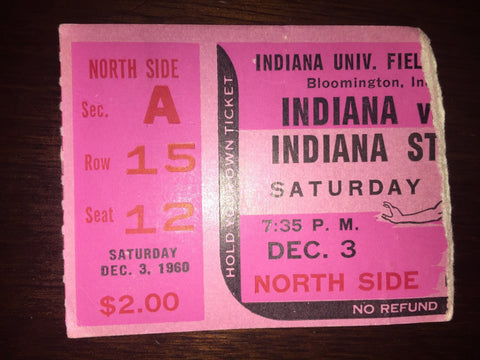 NORTH SIDE
Sec. A
Row 15
Seat 12
SATURDAY
DEC. 3, 1960
$2.00
HOLD YOUR OWN TICKET
INDIANA UNIV. FIEL
Bloomington, In
INDIANA v
INDIANA ST
SATURDAY
7:35 P. M.
DEC. 3
NORTH SIDE
NO REFUND